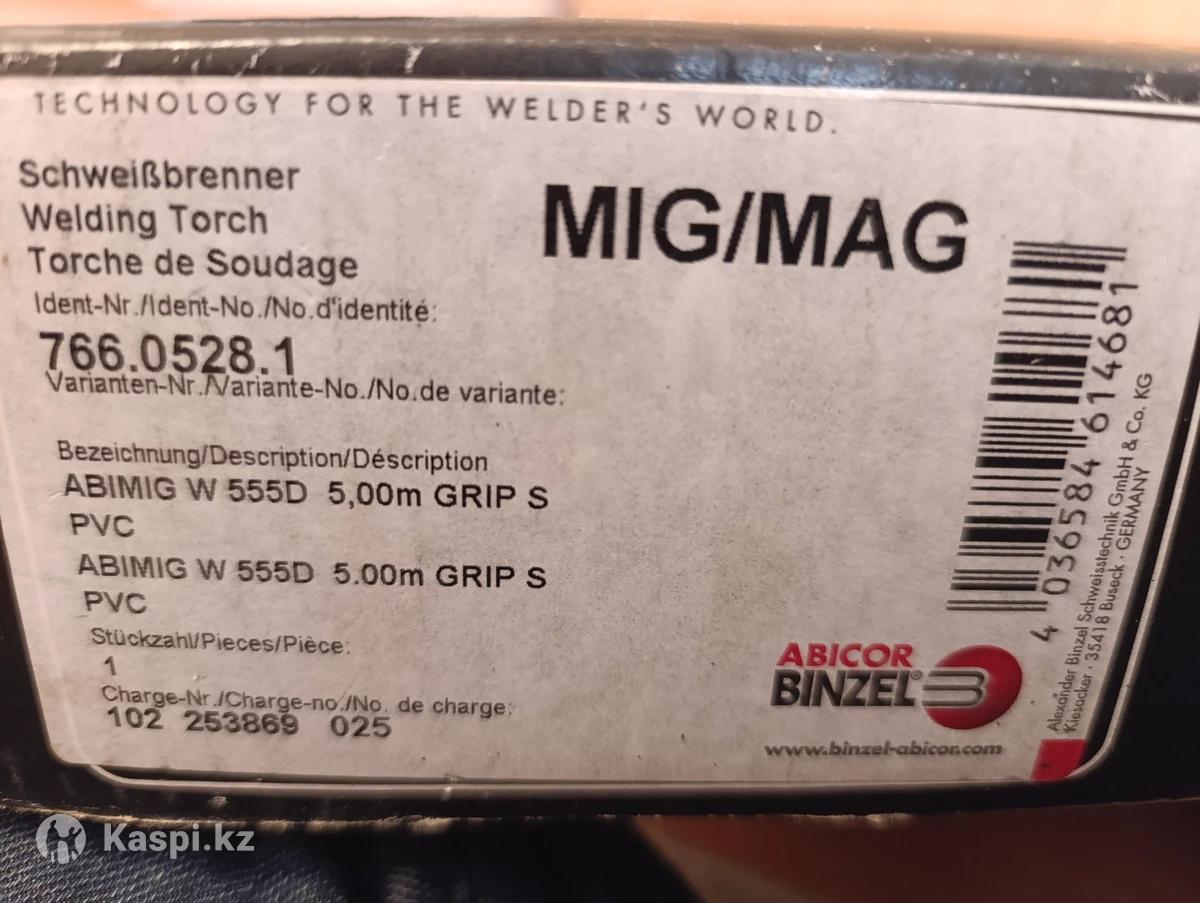 TECHNOLOGY FOR THE WELDER'S WORLD.
Schweißbrenner
Welding Torch
Torche de Soudage
MIG/MAG
Ident-Nr./Ident-No./No.d'identité:
766.0528.1
Varianten-Nr./Variante-No./No.de variante:
Bezeichnung/Description/Déscription
ABIMIG W 555D 5,00m GRIP S
PVC
ABIMIG W 555D 5.00m GRIP S
PVC
Stückzahl/Pieces/Pièce:
1
Charge-Nr./Charge-no./No. de charge:
102 253869 025
4 036584 614681
Alexander Binzel Schweisstechnik GmbH & Co. KG
Kiesacker · 35418 Buseck · GERMANY
ABICOR
BINZEL®
www.binzel-abicor.com
Kaspi.kz